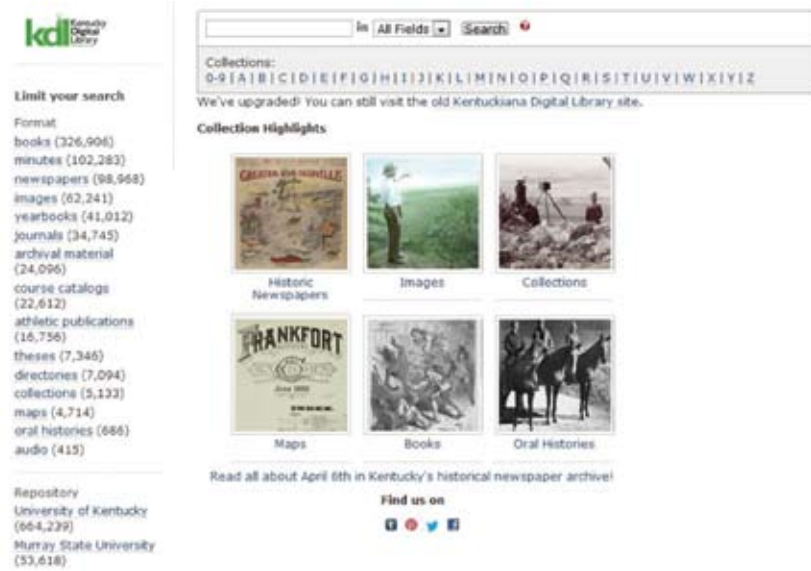 kdl Kentucky
Digital
Library
in All Fields Search ?
Collections:
0-9 | A | B | C | D | E | F | G | H | I | J | K | L | M | N | O | P | Q | R | S | T | U | V | W | X | Y | Z
We've upgraded! You can still visit the old Kentuckiana Digital Library site.
Limit your search
Format
books (326,906)
minutes (102,283)
newspapers (98,968)
images (62,241)
yearbooks (41,012)
journals (34,745)
archival material
(24,096)
course catalogs
(22,612)
athletic publications
(16,756)
theses (7,346)
directories (7,094)
collections (5,133)
maps (4,714)
oral histories (686)
audio (415)
Repository
University of Kentucky
(664,239)
Murray State University
(53,618)
Collection Highlights
GREATER LOUISVILLE
Historic
Newspapers
Images
Collections
FRANKFORT
June 1886
Maps
Books
Oral Histories
Read all about April 6th in Kentucky's historical newspaper archive!
Find us on